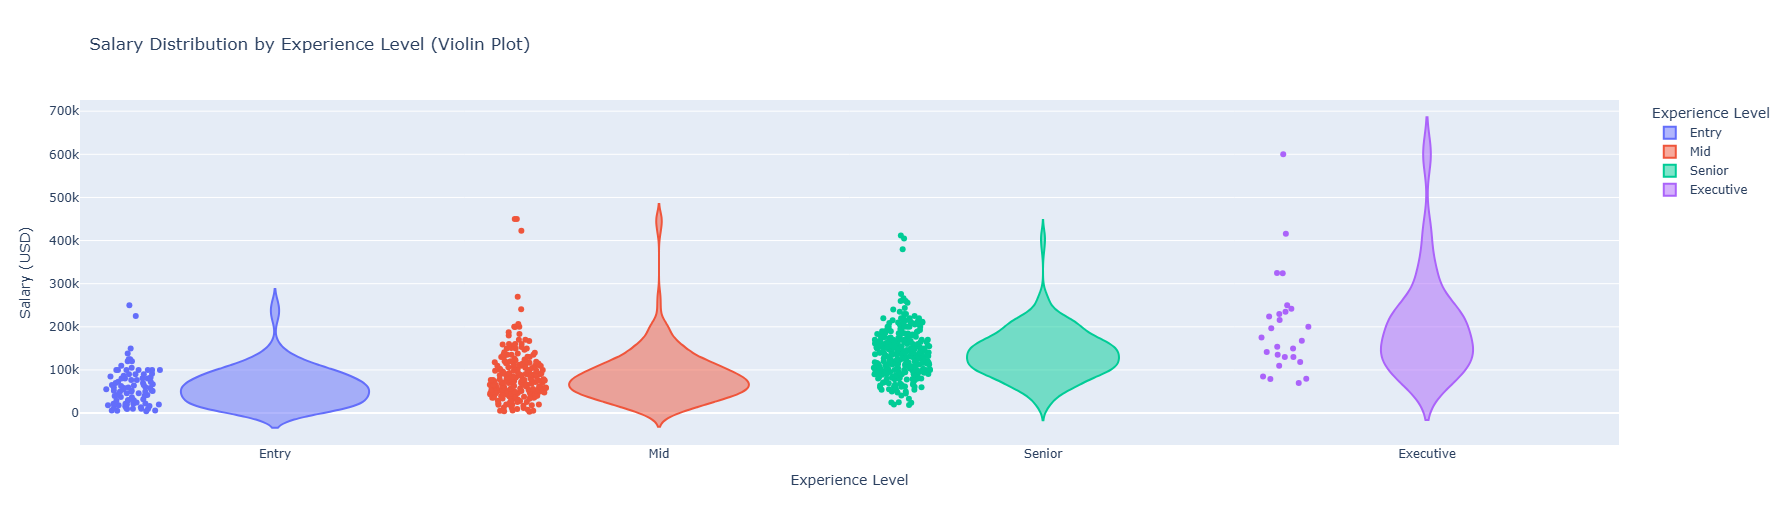 Salary Distribution by Experience Level (Violin Plot)
700k
600k
500k
400k
300k
200k
100k
0
Salary (USD)
Entry
Mid
Senior
Executive
Experience Level
Experience Level
Entry
Mid
Senior
Executive